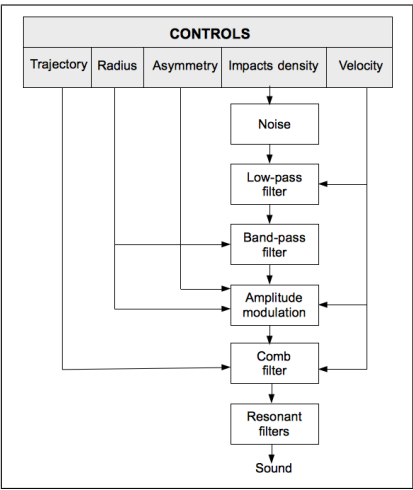 CONTROLS
Trajectory Radius Asymmetry Impacts density Velocity
Noise
Low-pass
filter
Band-pass
filter
Amplitude
modulation
Comb
filter
Resonant
filters
Sound